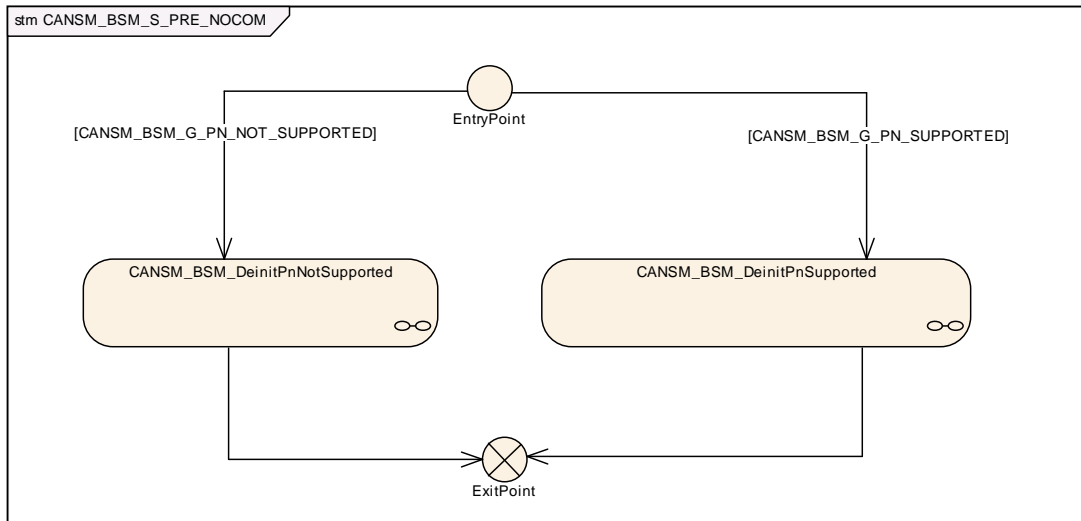 stm CANSM_BSM_S_PRE_NOCOM
EntryPoint
[CANSM_BSM_G_PN_NOT_SUPPORTED]
[CANSM_BSM_G_PN_SUPPORTED]
CANSM_BSM_DeinitPnNotSupported
CANSM_BSM_DeinitPnSupported
ExitPoint